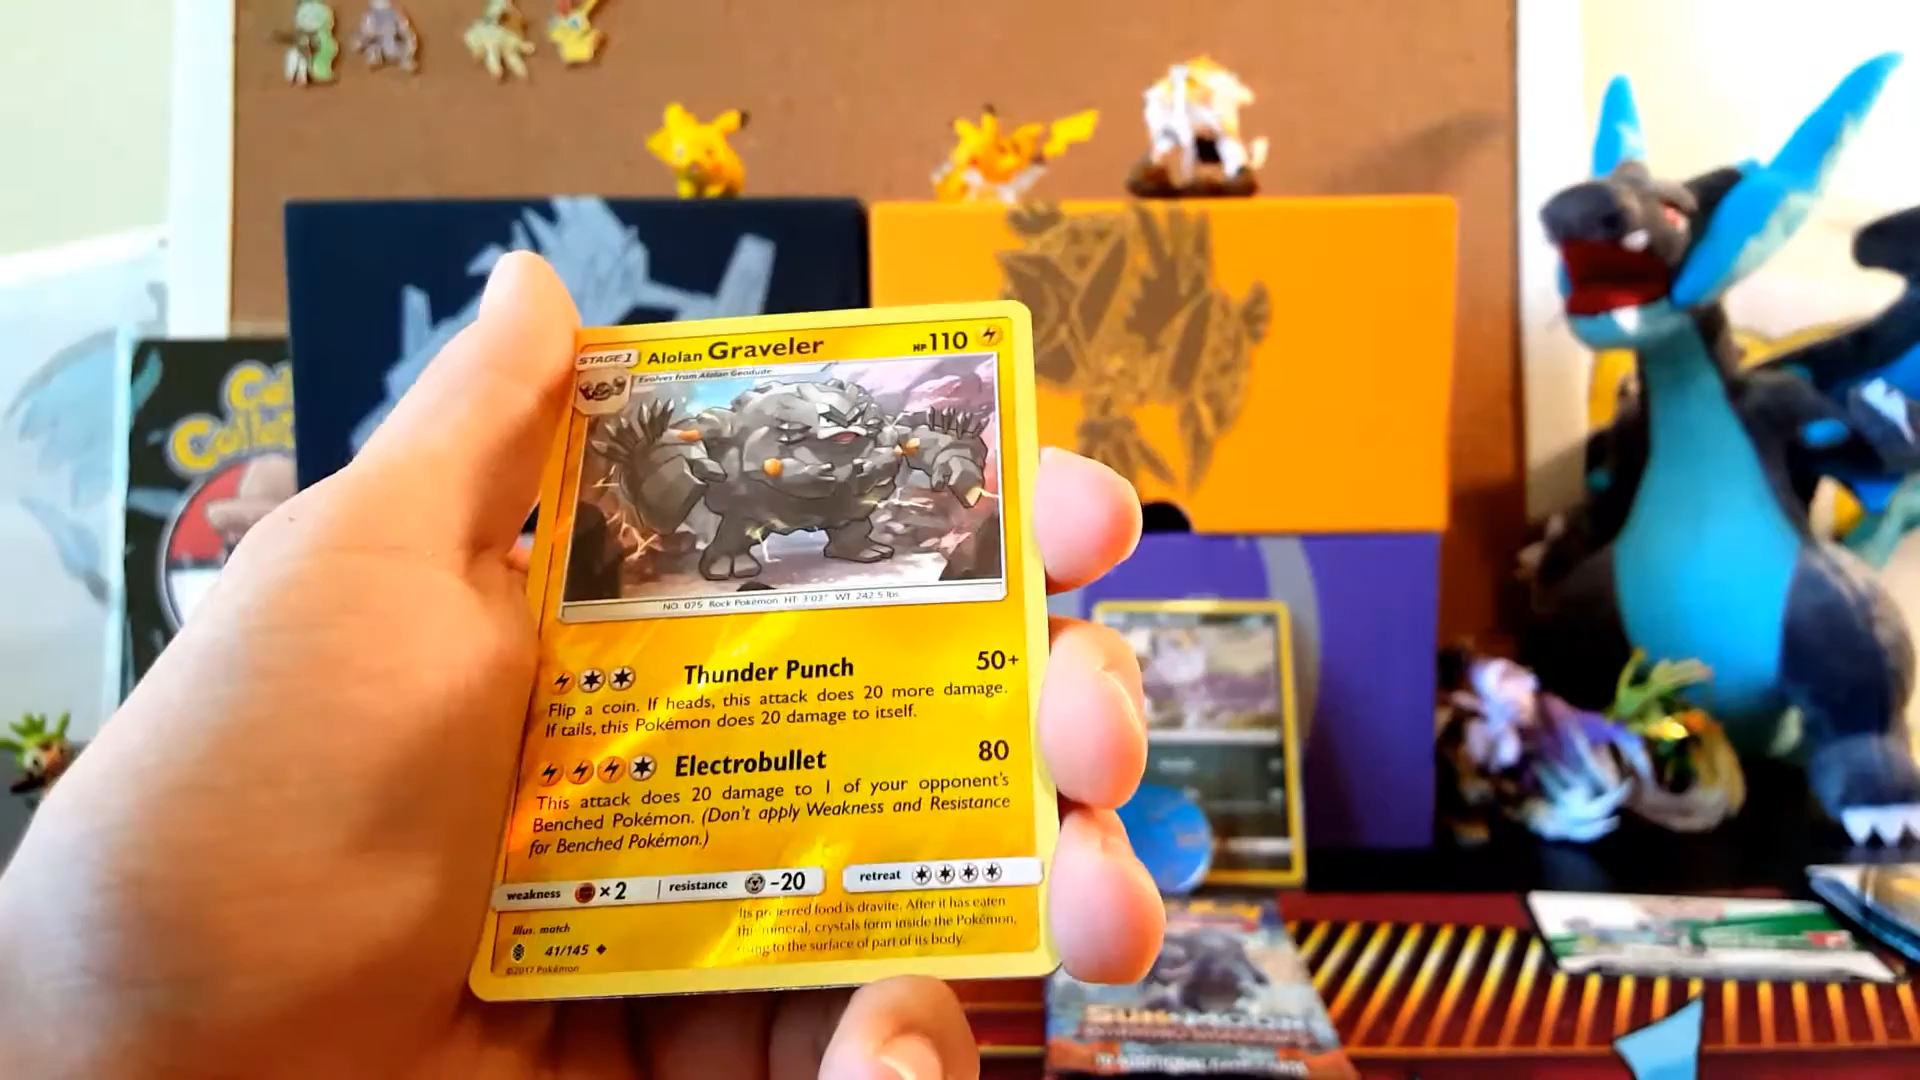 STAGE 1 Alolan Graveler HP 110
Evolves from Alolan Geodude
NO. 075 Rock Pokémon HT: 3'03" WT: 242.5 lbs.
Thunder Punch 50+
Flip a coin. If heads, this attack does 20 more damage.
If tails, this Pokémon does 20 damage to itself.
Electrobullet 80
This attack does 20 damage to 1 of your opponent's
Benched Pokémon. (Don't apply Weakness and Resistance
for Benched Pokémon.)
weakness ×2 resistance -20 retreat
Its food is dravite. After it has eaten
crystals form inside the Pokémon,
to the surface of part of its body.
Illus. match
41/145
©2017 Pokémon
SUN & MOON